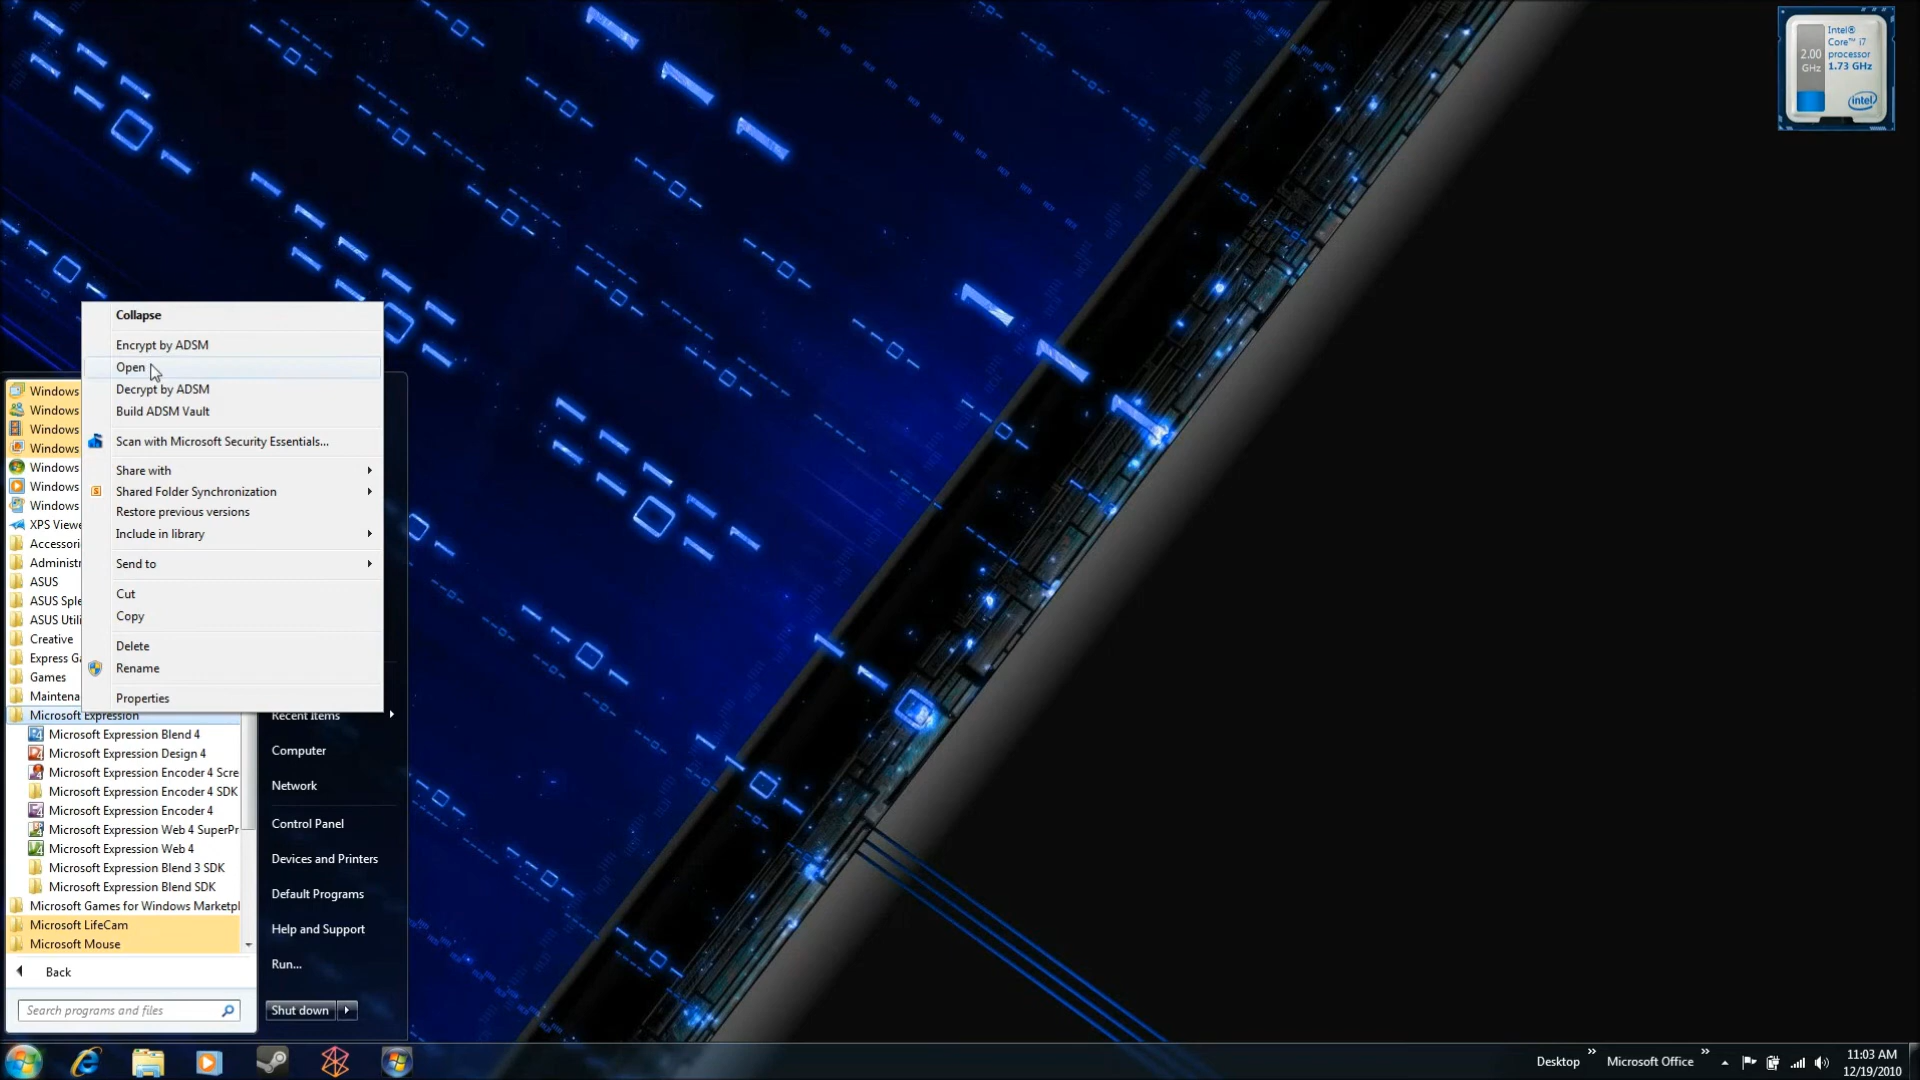 Intel®
Core™ i7
processor
1.73 GHz
2.00
GHz
intel
Collapse
Encrypt by ADSM
Open
Decrypt by ADSM
Build ADSM Vault
Scan with Microsoft Security Essentials...
Share with
Shared Folder Synchronization
Restore previous versions
Include in library
Send to
Cut
Copy
Delete
Rename
Properties
Windows
Windows
Windows
Windows
Windows
Windows
Windows
XPS Viewe
Accessori
Administr
ASUS
ASUS Sple
ASUS Utili
Creative
Express Ga
Games
Maintena
Microsoft Expression
Microsoft Expression Blend 4
Microsoft Expression Design 4
Microsoft Expression Encoder 4 Scre
Microsoft Expression Encoder 4 SDK
Microsoft Expression Encoder 4
Microsoft Expression Web 4 SuperPr
Microsoft Expression Web 4
Microsoft Expression Blend 3 SDK
Microsoft Expression Blend SDK
Microsoft Games for Windows Marketpl
Microsoft LifeCam
Microsoft Mouse
Back
Search programs and files
Recent Items
Computer
Network
Control Panel
Devices and Printers
Default Programs
Help and Support
Run...
Shut down
Desktop »
Microsoft Office »
11:03 AM
12/19/2010